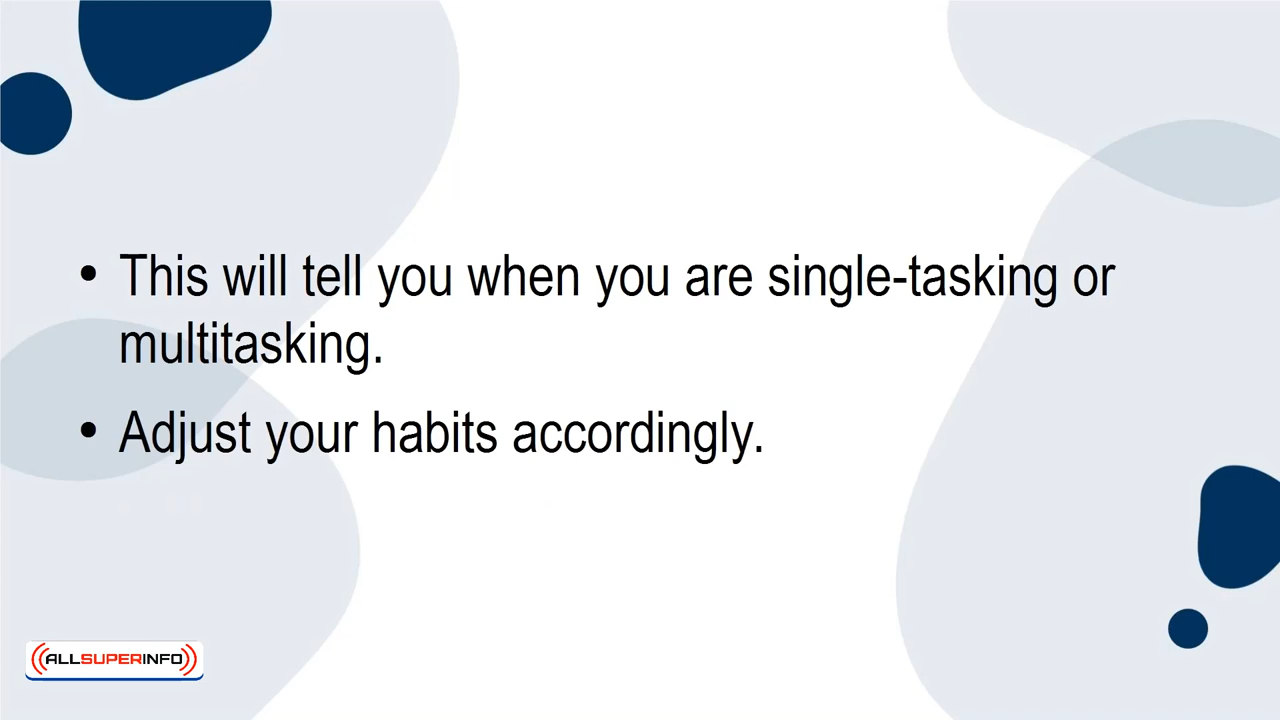 • This will tell you when you are single-tasking or
multitasking.
• Adjust your habits accordingly.
ALLSUPERINFO